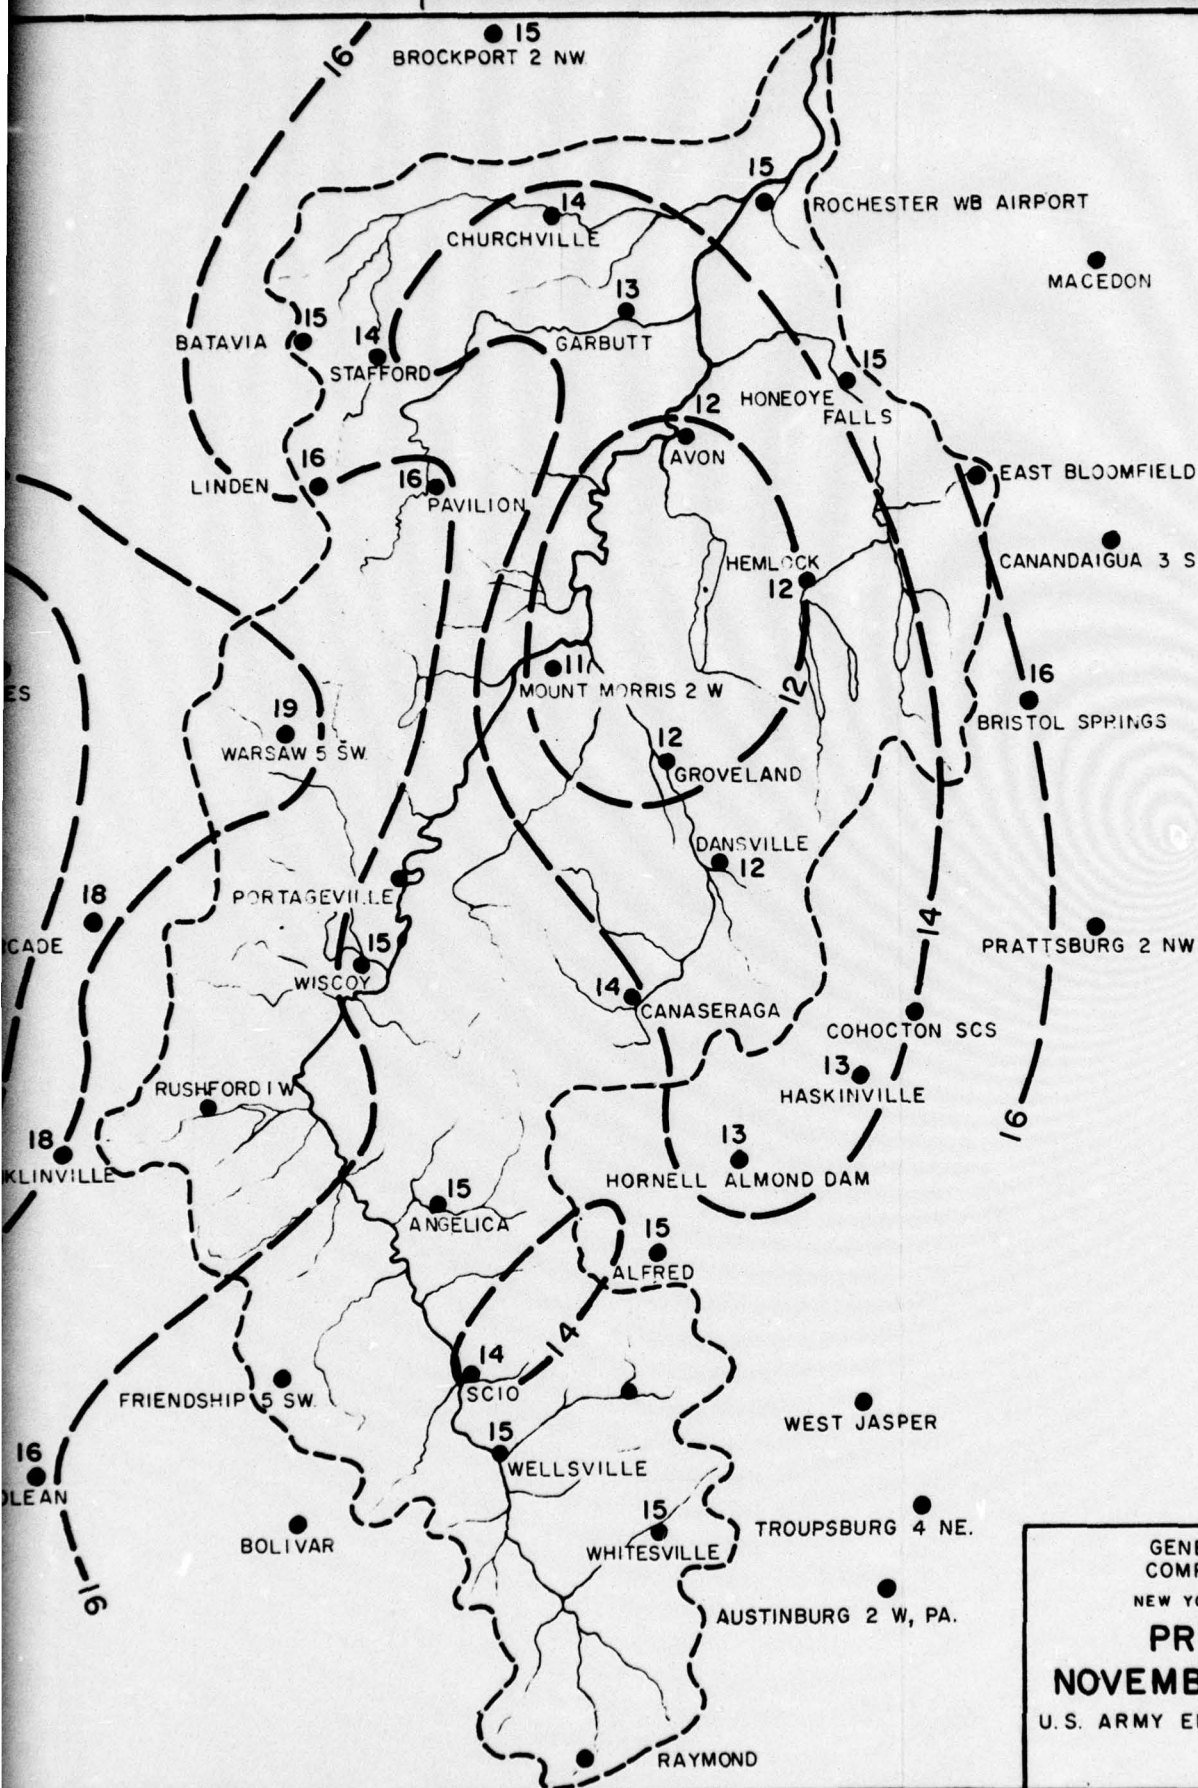 16
15
BROCKPORT 2 NW.
15
ROCHESTER WB AIRPORT
14
CHURCHVILLE
MACEDON
13
GARBUTT
15
BATAVIA
14
STAFFORD
15
HONEOYE
FALLS
12
AVON
16
LINDEN
16
PAVILION
EAST BLOOMFIELD
CANANDAIGUA 3 S
HEMLOCK
12
11
MOUNT MORRIS 2 W
12
16
BRISTOL SPRINGS
ES
19
WARSAW 5 SW.
12
GROVELAND
DANSVILLE
12
PORTAGEVILLE
18
CADE
14
PRATTSBURG 2 NW
15
WISCOY
14
CANASERAGA
COHOCTON SCS
13
HASKINVILLE
RUSHFORD 1 W
16
18
KLINVILLE
13
HORNELL ALMOND DAM
15
ANGELICA
15
ALFRED
14
14
SCIO
FRIENDSHIP 5 SW.
WEST JASPER
15
WELLSVILLE
16
OLEAN
15
WHITESVILLE
TROUPSBURG 4 NE.
BOLIVAR
16
AUSTINBURG 2 W, PA.
RAYMOND
GENE
COMP
NEW YO
PR
NOVEMB
U.S. ARMY E